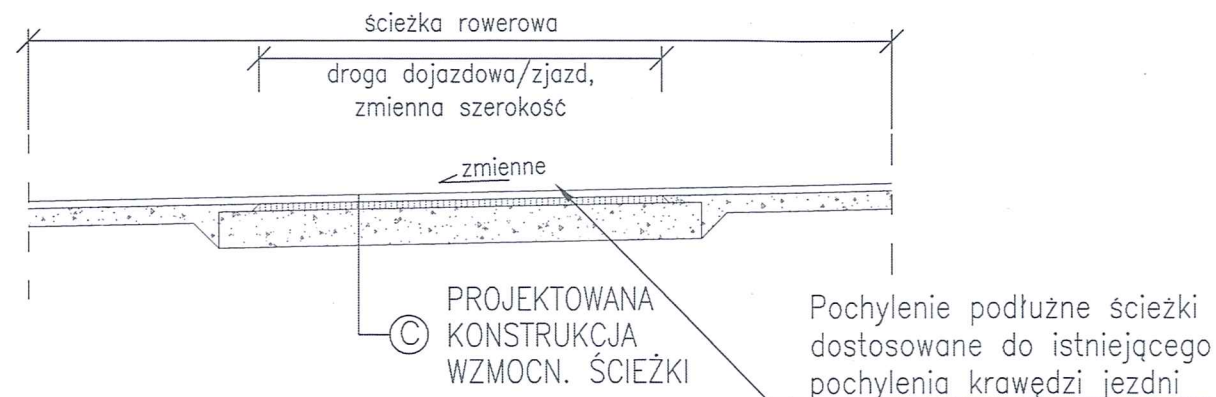 ścieżka rowerowa
droga dojazdowa/zjazd,
zmienna szerokość
zmienne
C
PROJEKTOWANA
KONSTRUKCJA
WZMOCN. ŚCIEŻKI
Pochylenie podłużne ścieżki
dostosowane do istniejącego
pochylenia krawędzi jezdni